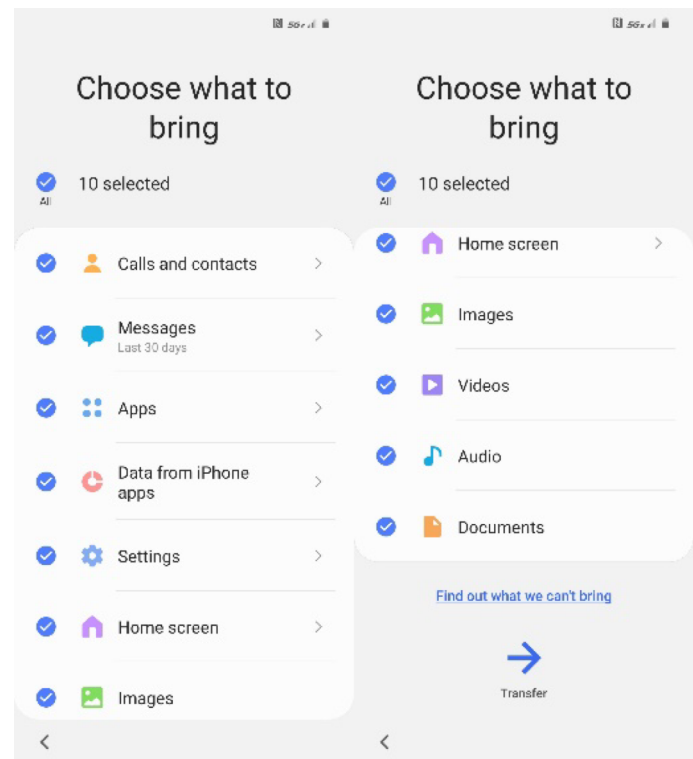 Choose what to
bring
All
10 selected
Calls and contacts
Messages
Last 30 days
Apps
Data from iPhone
apps
Settings
Home screen
Images
Choose what to
bring
All
10 selected
Home screen
Images
Videos
Audio
Documents
Find out what we can't bring
Transfer